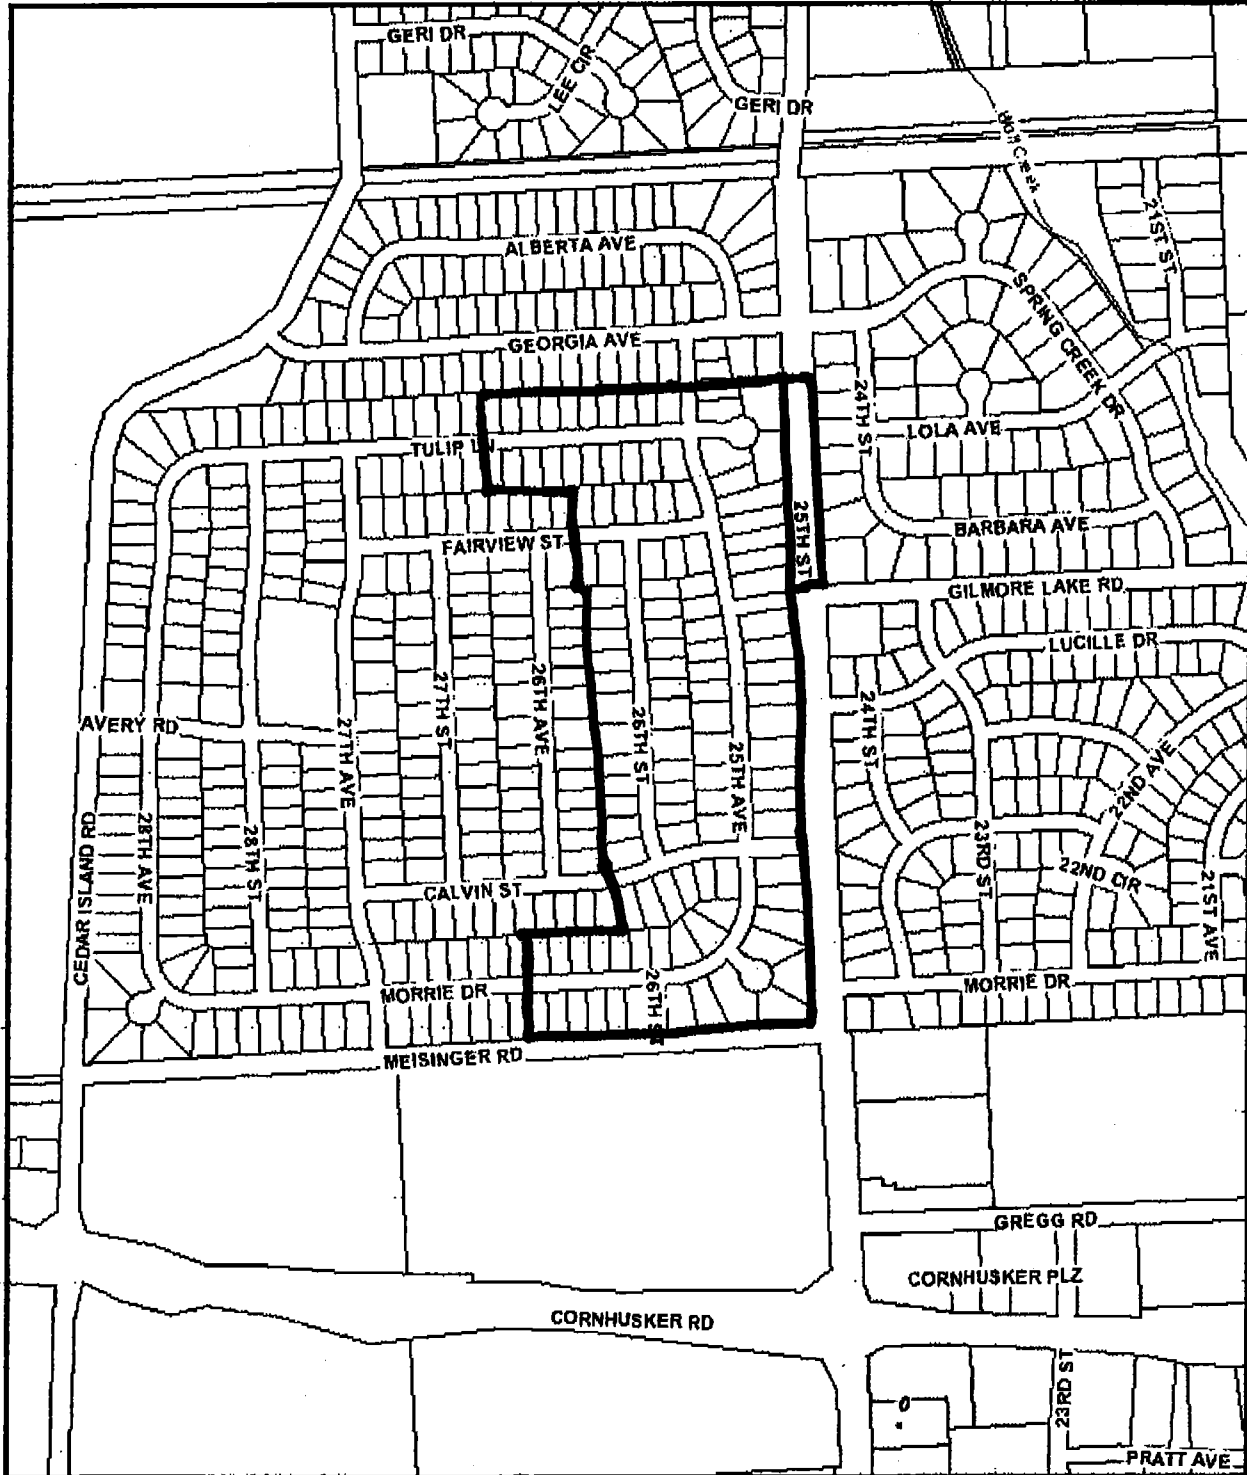 GERI DR
LEE CIR
GERI DR
21ST ST
ALBERTA AVE
SPRING CREEK DR
GEORGIA AVE
24TH ST
LOLA AVE
TULIP LN
25TH ST
BARBARA AVE
FAIRVIEW ST
GILMORE LAKE RD
LUCILLE DR
27TH ST
26TH AVE
26TH ST
24TH ST
AVERY RD
27TH AVE
25TH AVE
22ND AVE
CEDAR ISLAND RD
28TH AVE
28TH ST
23RD ST
22ND CIR
21ST AVE
CALVIN ST
MORRIE DR
26TH ST
MORRIE DR
MEISINGER RD
GREGG RD
CORNHUSKER PLZ
CORNHUSKER RD
23RD ST
PRATT AVE